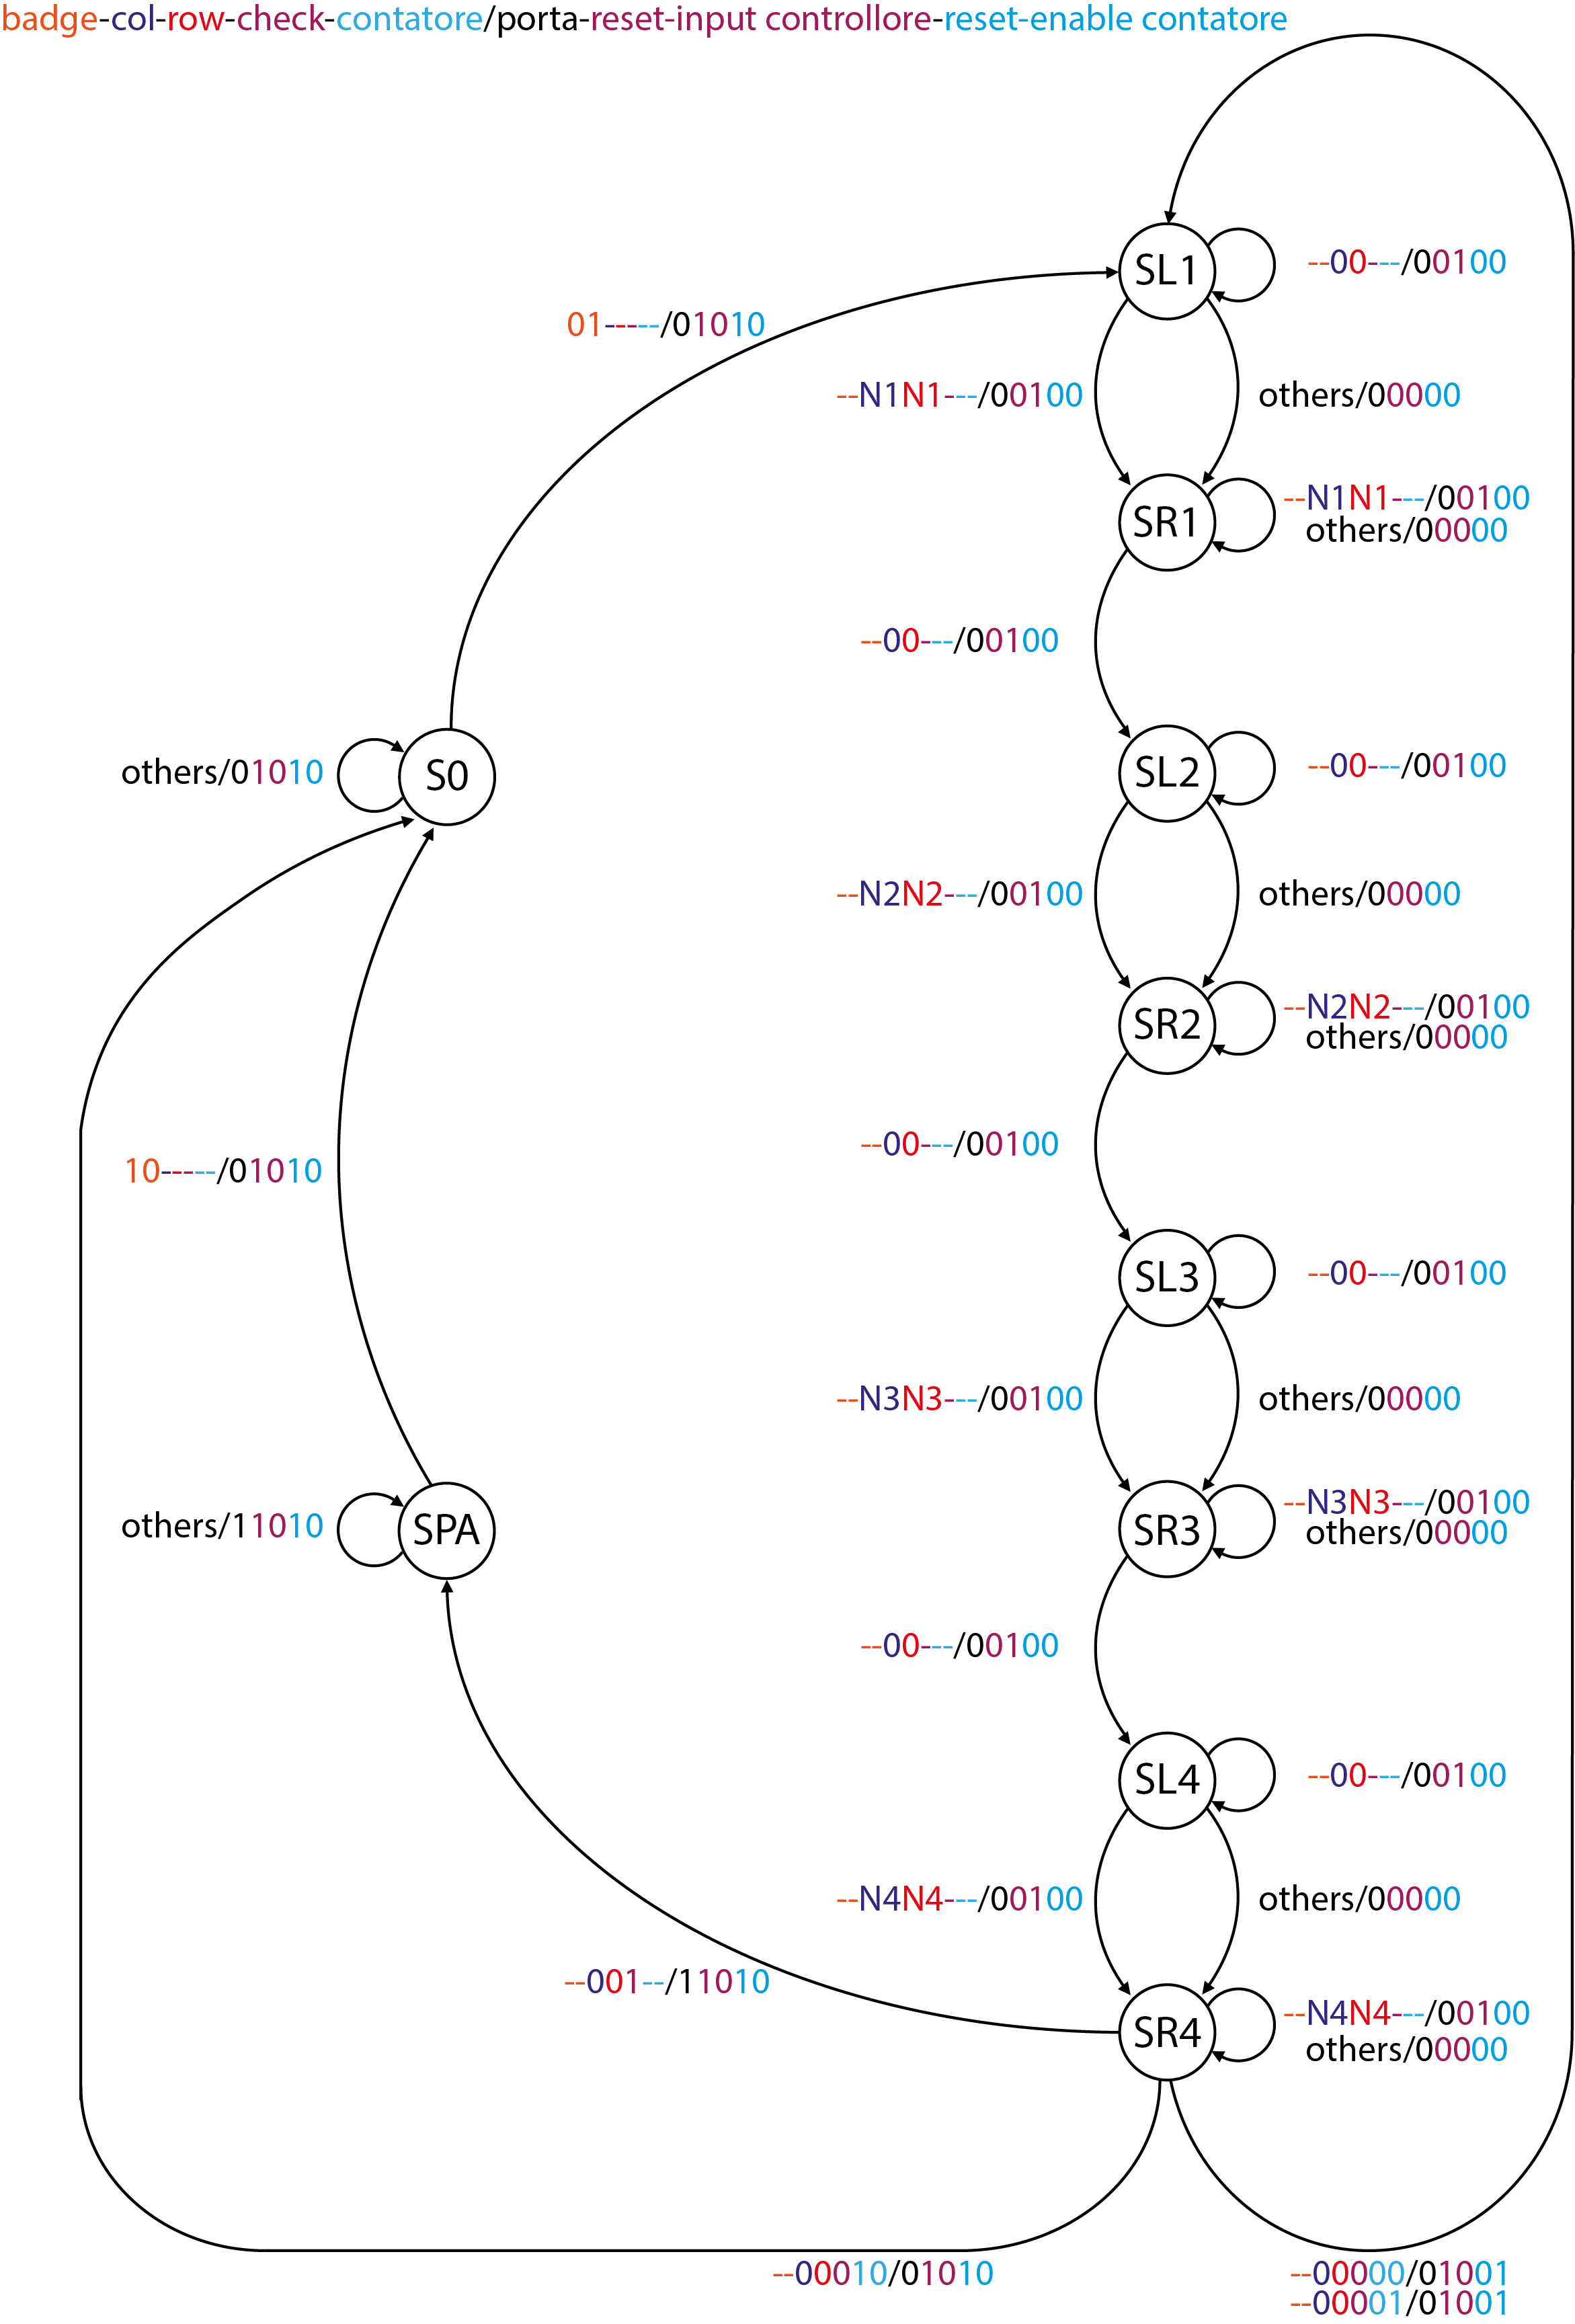 badge-col-row-check-contatore/porta-reset-input controllore-reset-enable contatore
SL1
--00---/00100
01-----/01010
--N1N1---/00100
others/00000
SR1
--N1N1---/00100
others/00000
--00---/00100
others/01010
S0
SL2
--00---/00100
--N2N2---/00100
others/00000
SR2
--N2N2---/00100
others/00000
--00---/00100
10-----/01010
SL3
--00---/00100
--N3N3---/00100
others/00000
others/11010
SPA
SR3
--N3N3---/00100
others/00000
--00---/00100
SL4
--00---/00100
--N4N4---/00100
others/00000
--001--/11010
SR4
--N4N4---/00100
others/00000
--00010/01010
--00000/01001
--00001/01001